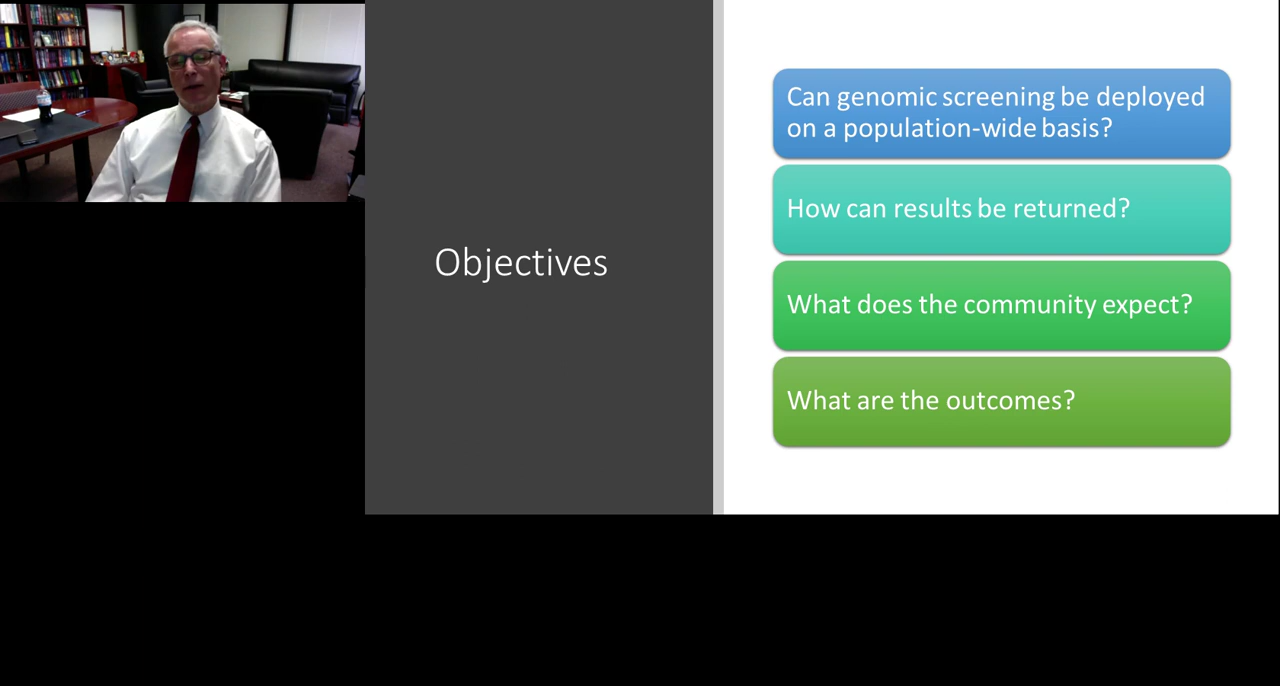 Objectives
Can genomic screening be deployed
on a population-wide basis?
How can results be returned?
What does the community expect?
What are the outcomes?